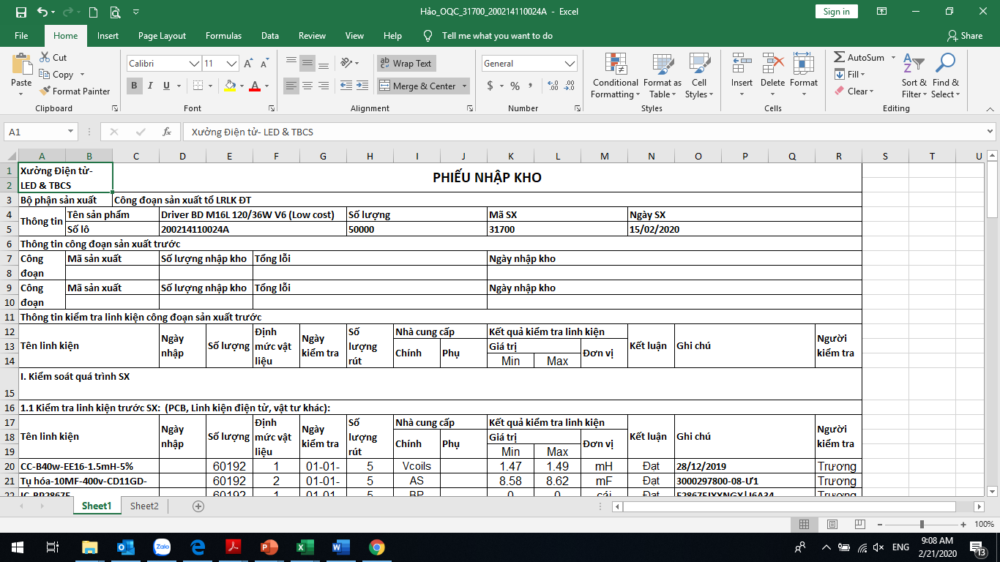 Hảo_OQC_31700_200214110024A - Excel
Sign in
File Home Insert Page Layout Formulas Data Review View Help Tell me what you want to do Share
Paste
Cut
Copy
Format Painter
Clipboard
Calibri 11
B I U
Font
Wrap Text
Merge & Center
Alignment
General
$ % ,
Number
Conditional Formatting
Format as Table
Cell Styles
Styles
Insert Delete Format
Cells
AutoSum
Fill
Clear
Sort & Filter
Find & Select
Editing
A1 fx Xưởng Điện tử- LED & TBCS
A B C D E F G H I J K L M N O P Q R S T U
1 Xưởng Điện tử- PHIẾU NHẬP KHO
2 LED & TBCS
3 Bộ phận sản xuất Công đoạn sản xuất tổ LRLK ĐT
4 Thông tin Tên sản phẩm Driver BD M16L 120/36W V6 (Low cost) Số lượng Mã SX Ngày SX
5 Số lô 200214110024A 50000 31700 15/02/2020
6 Thông tin công đoạn sản xuất trước
7 Công Mã sản xuất Số lượng nhập kho Tổng lỗi Ngày nhập kho
8 đoạn
9 Công Mã sản xuất Số lượng nhập kho Tổng lỗi Ngày nhập kho
10 đoạn
11 Thông tin kiểm tra linh kiện công đoạn sản xuất trước
12 Tên linh kiện Ngày nhập Số lượng Định mức vật liệu Ngày kiểm tra Số lượng rút Nhà cung cấp Kết quả kiểm tra linh kiện Kết luận Ghi chú Người kiểm tra
13 Chính Phụ Giá trị Đơn vị
14 Min Max
15 I. Kiểm soát quá trình SX
16 1.1 Kiểm tra linh kiện trước SX: (PCB, Linh kiện điện tử, vật tư khác):
17 Tên linh kiện Ngày nhập Số lượng Định mức vật liệu Ngày kiểm tra Số lượng rút Nhà cung cấp Kết quả kiểm tra linh kiện Kết luận Ghi chú Người kiểm tra
18 Chính Phụ Giá trị Đơn vị
19 Min Max
20 CC-B40w-EE16-1.5mH-5% 60192 1 01-01- 5 Vcoils 1.47 1.49 mH Đạt 28/12/2019 Trương
21 Tụ hóa-10MF-400v-CD11GD- 60192 2 01-01- 5 AS 8.58 8.62 mF Đạt 3000297800-08-Ư1 Trương
22 IC-BP2867F 60192 1 01-01- 5 BP 0 0 cái Đạt Trương
Sheet1 Sheet2
100%
ENG
9:08 AM
2/21/2020
13